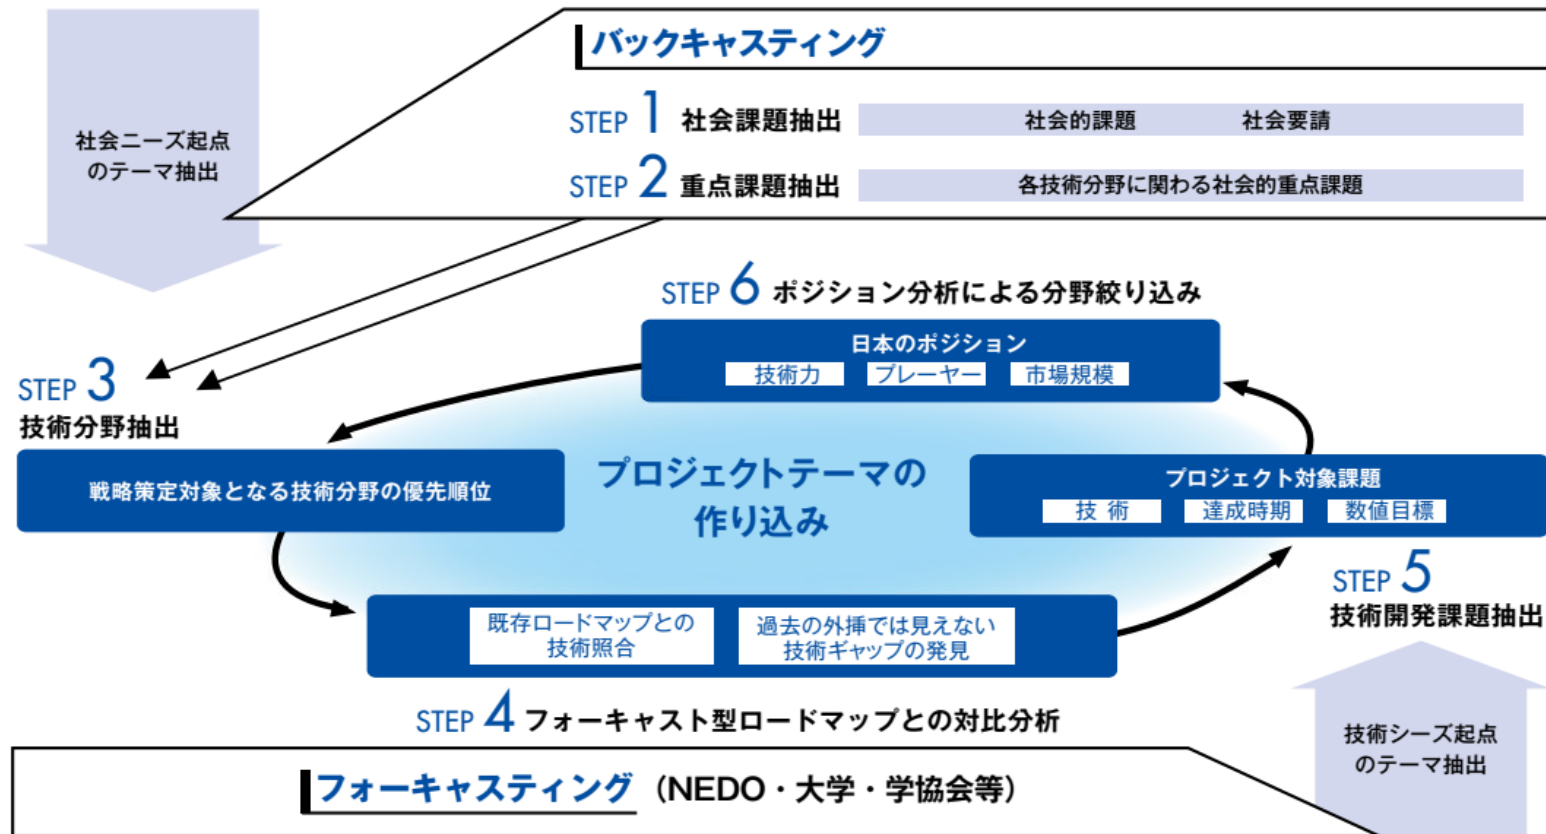 バックキャスティング
社会ニーズ起点
のテーマ抽出
STEP 1 社会課題抽出 社会的課題 社会要請
STEP 2 重点課題抽出 各技術分野に関わる社会的重点課題
STEP 6 ポジション分析による分野絞り込み
日本のポジション
技術力 プレーヤー 市場規模
STEP 3
技術分野抽出
戦略策定対象となる技術分野の優先順位
プロジェクトテーマの
作り込み
プロジェクト対象課題
技 術 達成時期 数値目標
STEP 5
技術開発課題抽出
既存ロードマップとの
技術照合
過去の外挿では見えない
技術ギャップの発見
STEP 4 フォーキャスト型ロードマップとの対比分析
技術シーズ起点
のテーマ抽出
フォーキャスティング（NEDO・大学・学協会等）